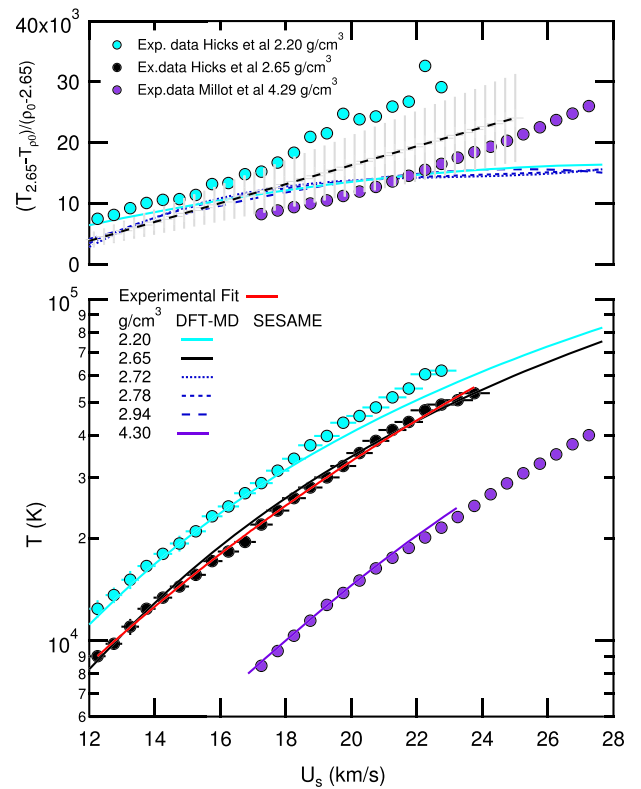 40x10³
30
20
10
0
(T2.65-Tρ0)/(ρ0-2.65)
Exp. data Hicks et al 2.20 g/cm³
Ex.data Hicks et al 2.65 g/cm³
Exp.data Millot et al 4.29 g/cm³
Experimental Fit
g/cm³ DFT-MD SESAME
2.20
2.65
2.72
2.78
2.94
4.30
10⁵
9
8
7
6
5
4
3
2
10⁴
9
8
7
6
T (K)
12 14 16 18 20 22 24 26 28
Us (km/s)